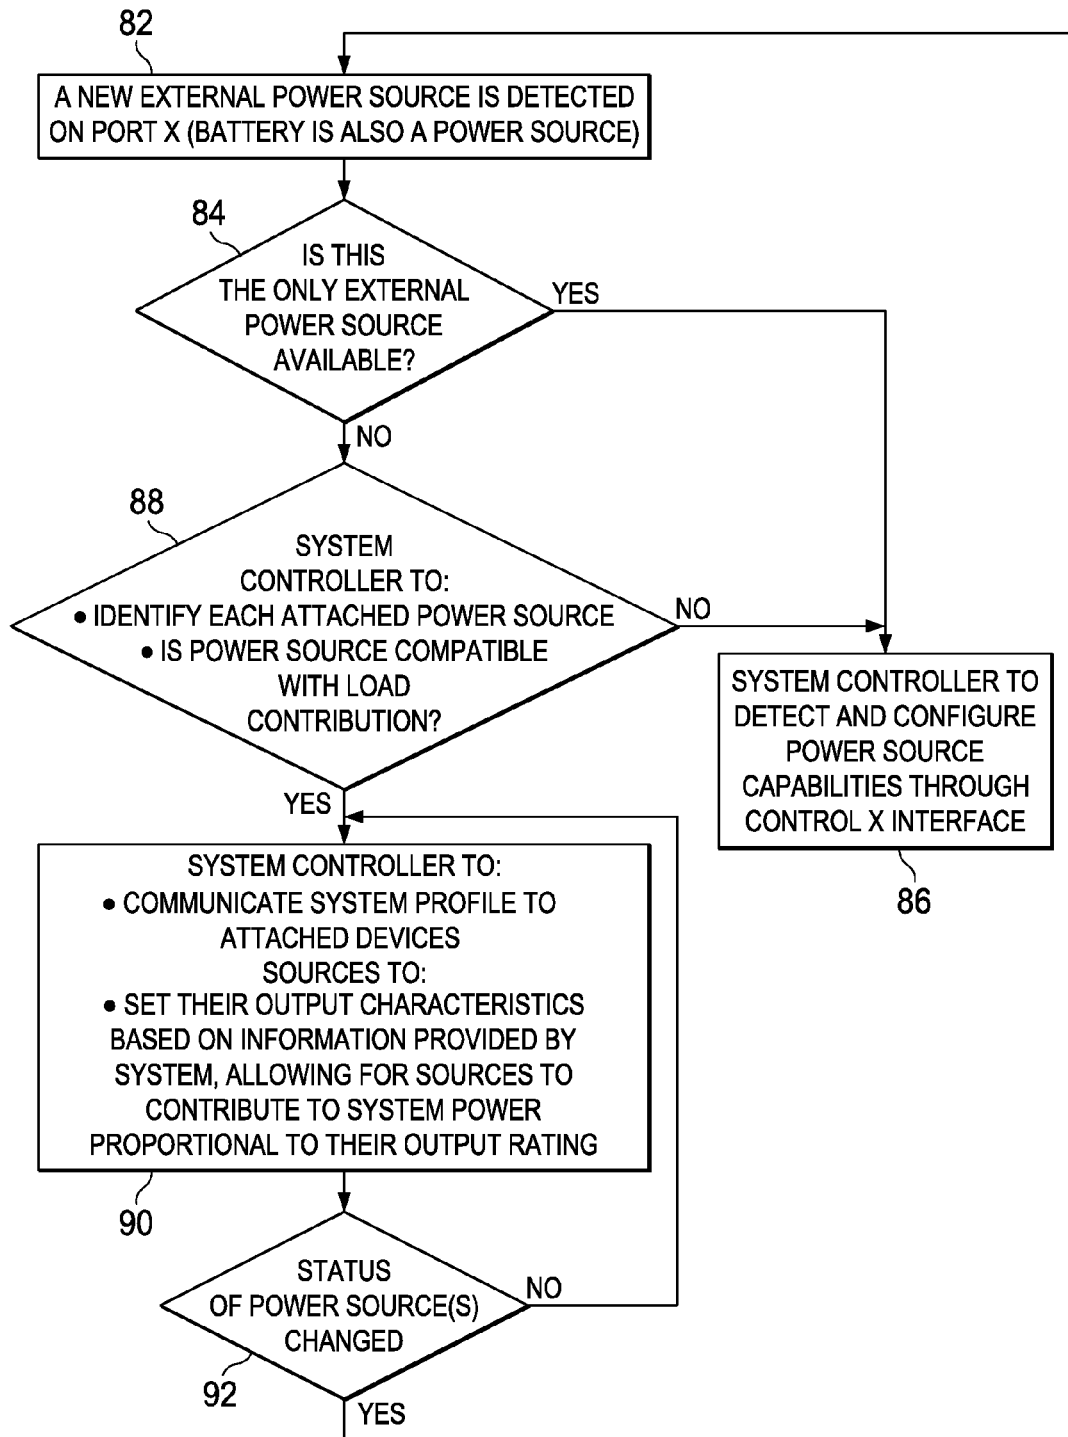 82
A NEW EXTERNAL POWER SOURCE IS DETECTED
ON PORT X (BATTERY IS ALSO A POWER SOURCE)
84
IS THIS
THE ONLY EXTERNAL
POWER SOURCE
AVAILABLE?
YES
NO
88
SYSTEM
CONTROLLER TO:
• IDENTIFY EACH ATTACHED POWER SOURCE
• IS POWER SOURCE COMPATIBLE
WITH LOAD
CONTRIBUTION?
NO
YES
SYSTEM CONTROLLER TO
DETECT AND CONFIGURE
POWER SOURCE
CAPABILITIES THROUGH
CONTROL X INTERFACE
86
SYSTEM CONTROLLER TO:
• COMMUNICATE SYSTEM PROFILE TO
ATTACHED DEVICES
SOURCES TO:
• SET THEIR OUTPUT CHARACTERISTICS
BASED ON INFORMATION PROVIDED BY
SYSTEM, ALLOWING FOR SOURCES TO
CONTRIBUTE TO SYSTEM POWER
PROPORTIONAL TO THEIR OUTPUT RATING
90
STATUS
OF POWER SOURCE(S)
CHANGED
NO
92
YES